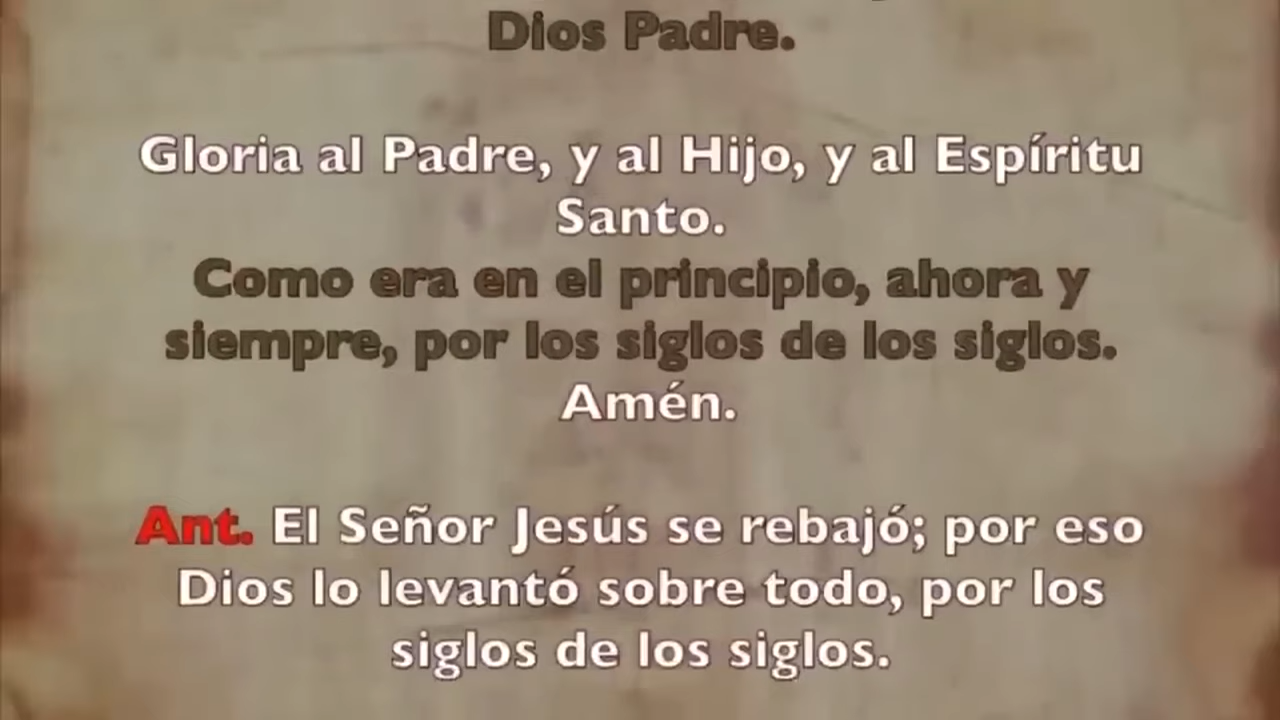 Dios Padre.
Gloria al Padre, y al Hijo, y al Espíritu
Santo.
Como era en el principio, ahora y
siempre, por los siglos de los siglos.
Amén.
Ant. El Señor Jesús se rebajó; por eso
Dios lo levantó sobre todo, por los
siglos de los siglos.